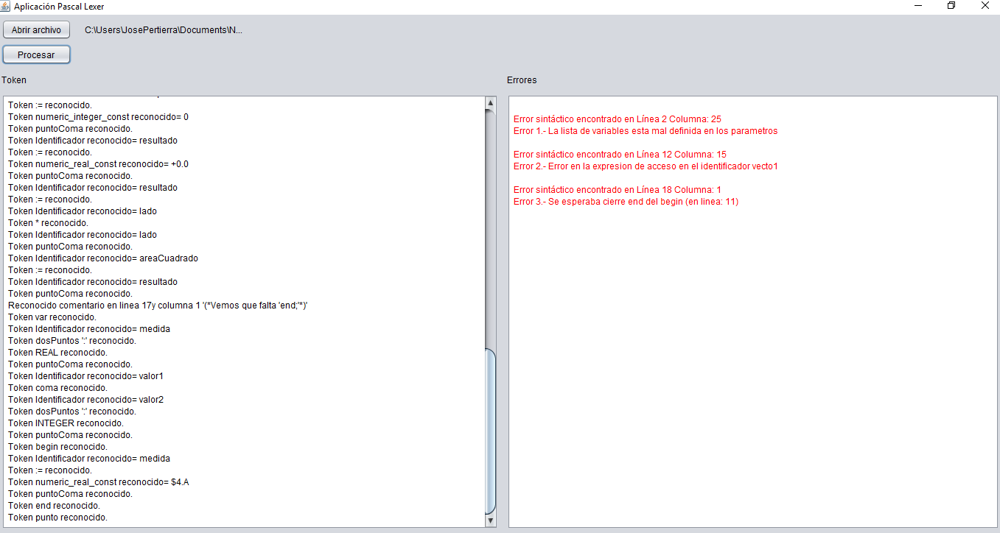 Aplicación Pascal Lexer
Abrir archivo C:\Users\JosePertierra\Documents\N...
Procesar
Token
Token := reconocido.
Token numeric_integer_const reconocido= 0
Token puntoComa reconocido.
Token Identificador reconocido= resultado
Token := reconocido.
Token numeric_real_const reconocido= +0.0
Token puntoComa reconocido.
Token Identificador reconocido= resultado
Token := reconocido.
Token Identificador reconocido= lado
Token * reconocido.
Token Identificador reconocido= lado
Token puntoComa reconocido.
Token Identificador reconocido= areaCuadrado
Token := reconocido.
Token Identificador reconocido= resultado
Token puntoComa reconocido.
Reconocido comentario en linea 17y columna 1 '(*Vemos que falta 'end;'*)'
Token var reconocido.
Token Identificador reconocido= medida
Token dosPuntos ':' reconocido.
Token REAL reconocido.
Token puntoComa reconocido.
Token Identificador reconocido= valor1
Token coma reconocido.
Token Identificador reconocido= valor2
Token dosPuntos ':' reconocido.
Token INTEGER reconocido.
Token puntoComa reconocido.
Token begin reconocido.
Token Identificador reconocido= medida
Token := reconocido.
Token numeric_real_const reconocido= $4.A
Token puntoComa reconocido.
Token end reconocido.
Token punto reconocido.
Errores
Error sintáctico encontrado en Línea 2 Columna: 25
Error 1.- La lista de variables esta mal definida en los parametros
Error sintáctico encontrado en Línea 12 Columna: 15
Error 2.- Error en la expresion de acceso en el identificador vecto1
Error sintáctico encontrado en Línea 18 Columna: 1
Error 3.- Se esperaba cierre end del begin (en linea: 11)